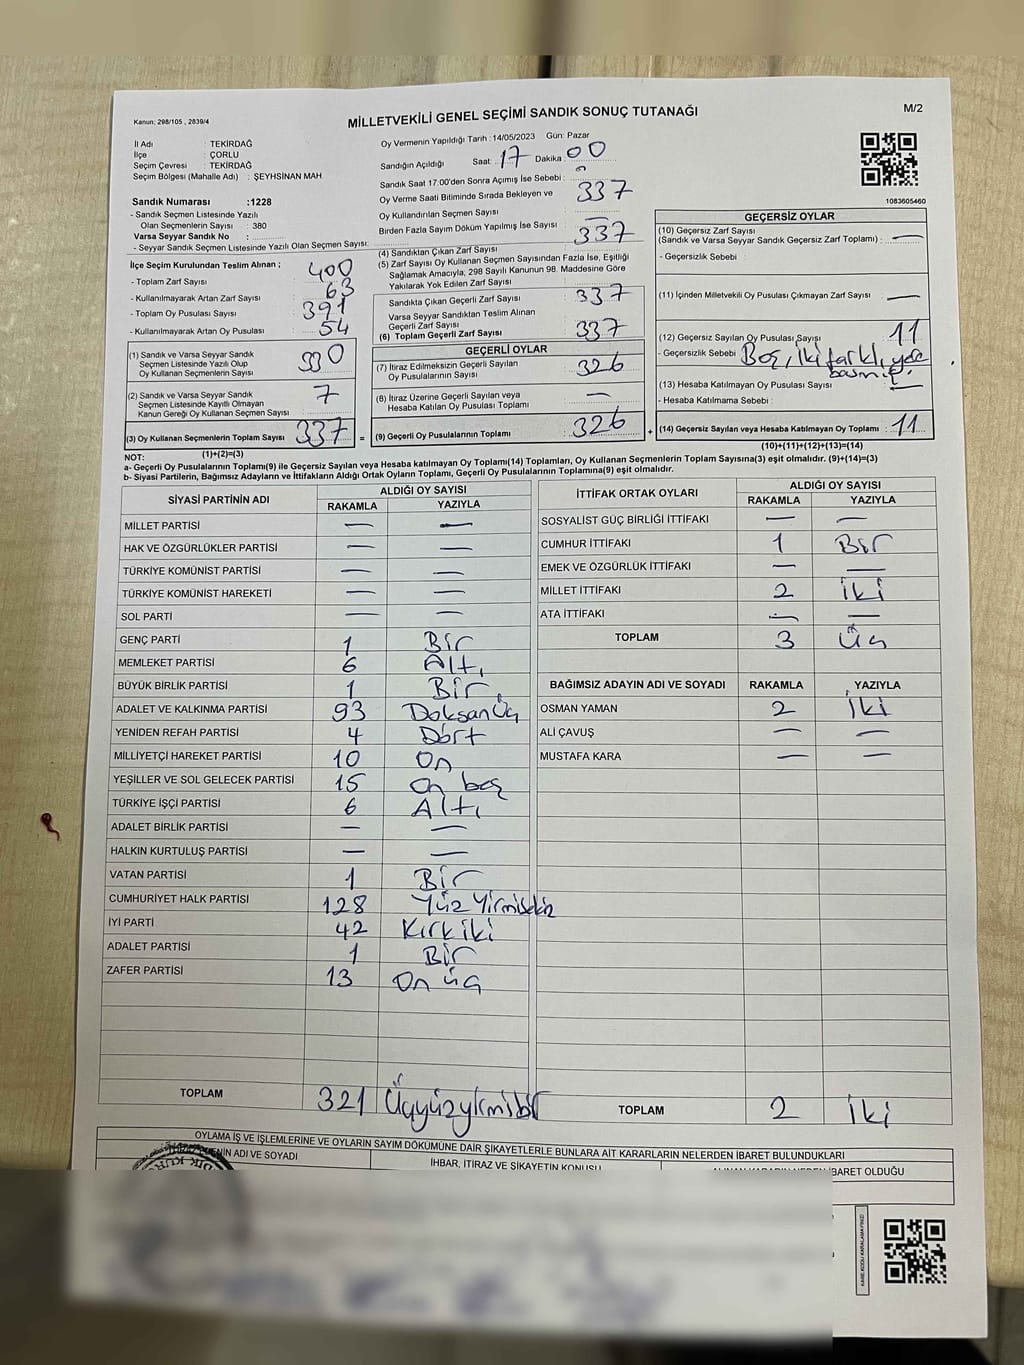 Kanun: 298/105 , 2839/4
MİLLETVEKİLİ GENEL SEÇİMİ SANDIK SONUÇ TUTANAĞI
M/2
İl Adı : TEKİRDAĞ
İlçe : ÇORLU
Seçim Çevresi : TEKİRDAĞ
Seçim Bölgesi (Mahalle Adı) : ŞEYHSİNAN MAH
Sandık Numarası :1228
- Sandık Seçmen Listesinde Yazılı
Olan Seçmenlerin Sayısı : 380
Varsa Seyyar Sandık No :
- Seyyar Sandık Seçmen Listesinde Yazılı Olan Seçmen Sayısı:
İlçe Seçim Kurulundan Teslim Alınan ;
- Toplam Zarf Sayısı : 400
- Kullanılmayarak Artan Zarf Sayısı : 63
- Toplam Oy Pusulası Sayısı : 391
- Kullanılmayarak Artan Oy Pusulası : 54
(1) Sandık ve Varsa Seyyar Sandık
Seçmen Listesinde Yazılı Olup
Oy Kullanan Seçmenlerin Sayısı : 330
(2) Sandık ve Varsa Seyyar Sandık
Seçmen Listesinde Kayıtlı Olmayan
Kanun Gereği Oy Kullanan Seçmen Sayısı : 7
(3) Oy Kullanan Seçmenlerin Toplam Sayısı : 337 =
(1)+(2)=(3)
Oy Vermenin Yapıldığı Tarih :14/05/2023 Gün: Pazar
Sandığın Açıldığı Saat: 17 Dakika: 00
Sandık Saat 17.00'den Sonra Açımış İse Sebebi :
Oy Verme Saati Bitiminde Sırada Bekleyen ve
Oy Kullandırılan Seçmen Sayısı : 337
Birden Fazla Sayım Döküm Yapılmış İse Sayısı : —
(4) Sandıktan Çıkan Zarf Sayısı : 337
(5) Zarf Sayısı Oy Kullanan Seçmen Sayısından Fazla İse, Eşitliği
Sağlamak Amacıyla, 298 Sayılı Kanunun 98. Maddesine Göre
Yakılarak Yok Edilen Zarf Sayısı :
Sandıkta Çıkan Geçerli Zarf Sayısı : 337
Varsa Seyyar Sandıktan Teslim Alınan
Geçerli Zarf Sayısı :
(6) Toplam Geçerli Zarf Sayısı : 337
GEÇERLİ OYLAR
(7) İtiraz Edilmeksizin Geçerli Sayılan
Oy Pusulalarının Sayısı : 326
(8) İtiraz Üzerine Geçerli Sayılan veya
Hesaba Katılan Oy Pusulası Toplamı : —
(9) Geçerli Oy Pusulalarının Toplamı : 326 +
1083605460
GEÇERSİZ OYLAR
(10) Geçersiz Zarf Sayısı
(Sandık ve Varsa Seyyar Sandık Geçersiz Zarf Toplamı) : —
- Geçersizlik Sebebi :
(11) İçinden Milletvekili Oy Pusulası Çıkmayan Zarf Sayısı : —
(12) Geçersiz Sayılan Oy Pusulası Sayısı : 11
- Geçersizlik Sebebi : Boş, iki farklı yere
basmış.
(13) Hesaba Katılmayan Oy Pusulası Sayısı : —
- Hesaba Katılmama Sebebi :
(14) Geçersiz Sayılan veya Hesaba Katılmayan Oy Toplamı : 11
(10)+(11)+(12)+(13)=(14)
NOT:
a- Geçerli Oy Pusulalarının Toplamı(9) ile Geçersiz Sayılan veya Hesaba katılmayan Oy Toplamı(14) Toplamları, Oy Kullanan Seçmenlerin Toplam Sayısına(3) eşit olmalıdır. (9)+(14)=(3)
b- Siyasi Partilerin, Bağımsız Adayların ve İttifakların Aldığı Ortak Oyların Toplamı, Geçerli Oy Pusulalarının Toplamına(9) eşit olmalıdır.
SİYASİ PARTİNİN ADI ALDIĞI OY SAYISI
RAKAMLA YAZIYLA
MİLLET PARTİSİ — —
HAK VE ÖZGÜRLÜKLER PARTİSİ — —
TÜRKİYE KOMÜNİST PARTİSİ — —
TÜRKİYE KOMÜNİST HAREKETİ — —
SOL PARTİ — —
GENÇ PARTİ 1 Bir
MEMLEKET PARTİSİ 6 Altı
BÜYÜK BİRLİK PARTİSİ 1 Bir
ADALET VE KALKINMA PARTİSİ 93 Doksan Üç
YENİDEN REFAH PARTİSİ 4 Dört
MİLLİYETÇİ HAREKET PARTİSİ 10 On
YEŞİLLER VE SOL GELECEK PARTİSİ 15 On beş
TÜRKİYE İŞÇİ PARTİSİ 6 Altı
ADALET BİRLİK PARTİSİ — —
HALKIN KURTULUŞ PARTİSİ — —
VATAN PARTİSİ 1 Bir
CUMHURİYET HALK PARTİSİ 128 Yüz Yirmisekiz
İYİ PARTİ 42 Kırk iki
ADALET PARTİSİ 1 Bir
ZAFER PARTİSİ 13 On üç
TOPLAM 321 Üçyüzyirmibir
İTTİFAK ORTAK OYLARI ALDIĞI OY SAYISI
RAKAMLA YAZIYLA
SOSYALİST GÜÇ BİRLİĞİ İTTİFAKI — —
CUMHUR İTTİFAKI 1 Bir
EMEK VE ÖZGÜRLÜK İTTİFAKI — —
MİLLET İTTİFAKI 2 İki
ATA İTTİFAKI — —
TOPLAM 3 Üç
BAĞIMSIZ ADAYIN ADI VE SOYADI RAKAMLA YAZIYLA
OSMAN YAMAN 2 İki
ALİ ÇAVUŞ — —
MUSTAFA KARA — —
TOPLAM 2 İki
OYLAMA İŞ VE İŞLEMLERİNE VE OYLARIN SAYIM DÖKÜMÜNE DAİR ŞİKAYETLERLE BUNLARA AİT KARARLARIN NELERDEN İBARET BULUNDUKLARI
ADI VE SOYADI
İHBAR, İTİRAZ VE ŞİKAYETİN KONUSU
İBARET OLDUĞU